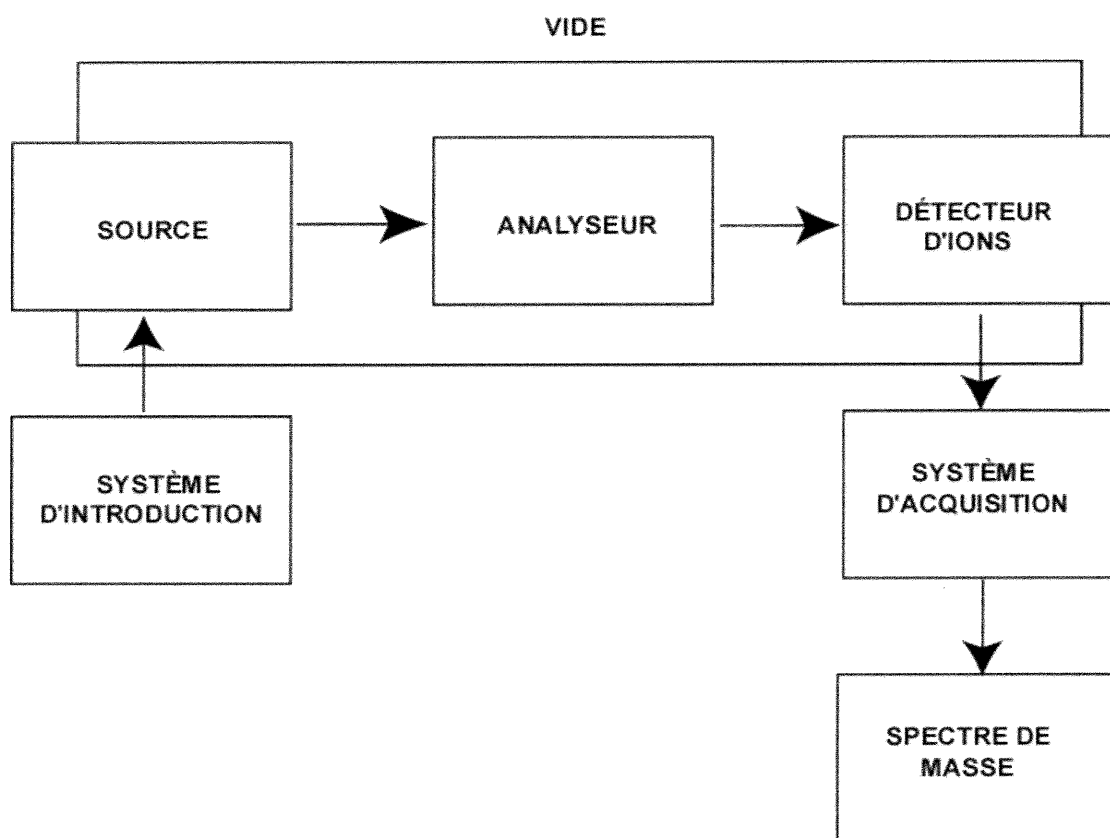 VIDE
SOURCE
ANALYSEUR
DÉTECTEUR
D'IONS
SYSTÈME
D'INTRODUCTION
SYSTÈME
D'ACQUISITION
SPECTRE DE
MASSE